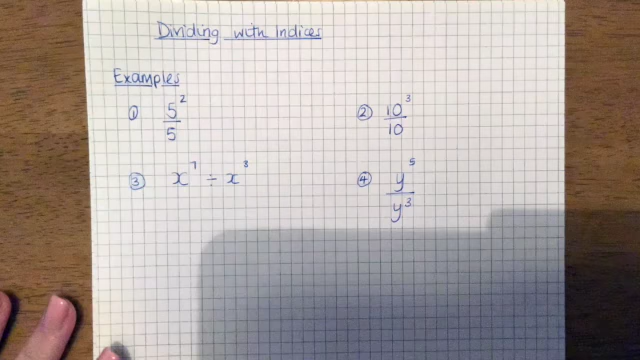 Dividing with Indices
Examples
① 5²/5 ② 10³/10
③ x⁷ ÷ x³ ④ y⁵/y³